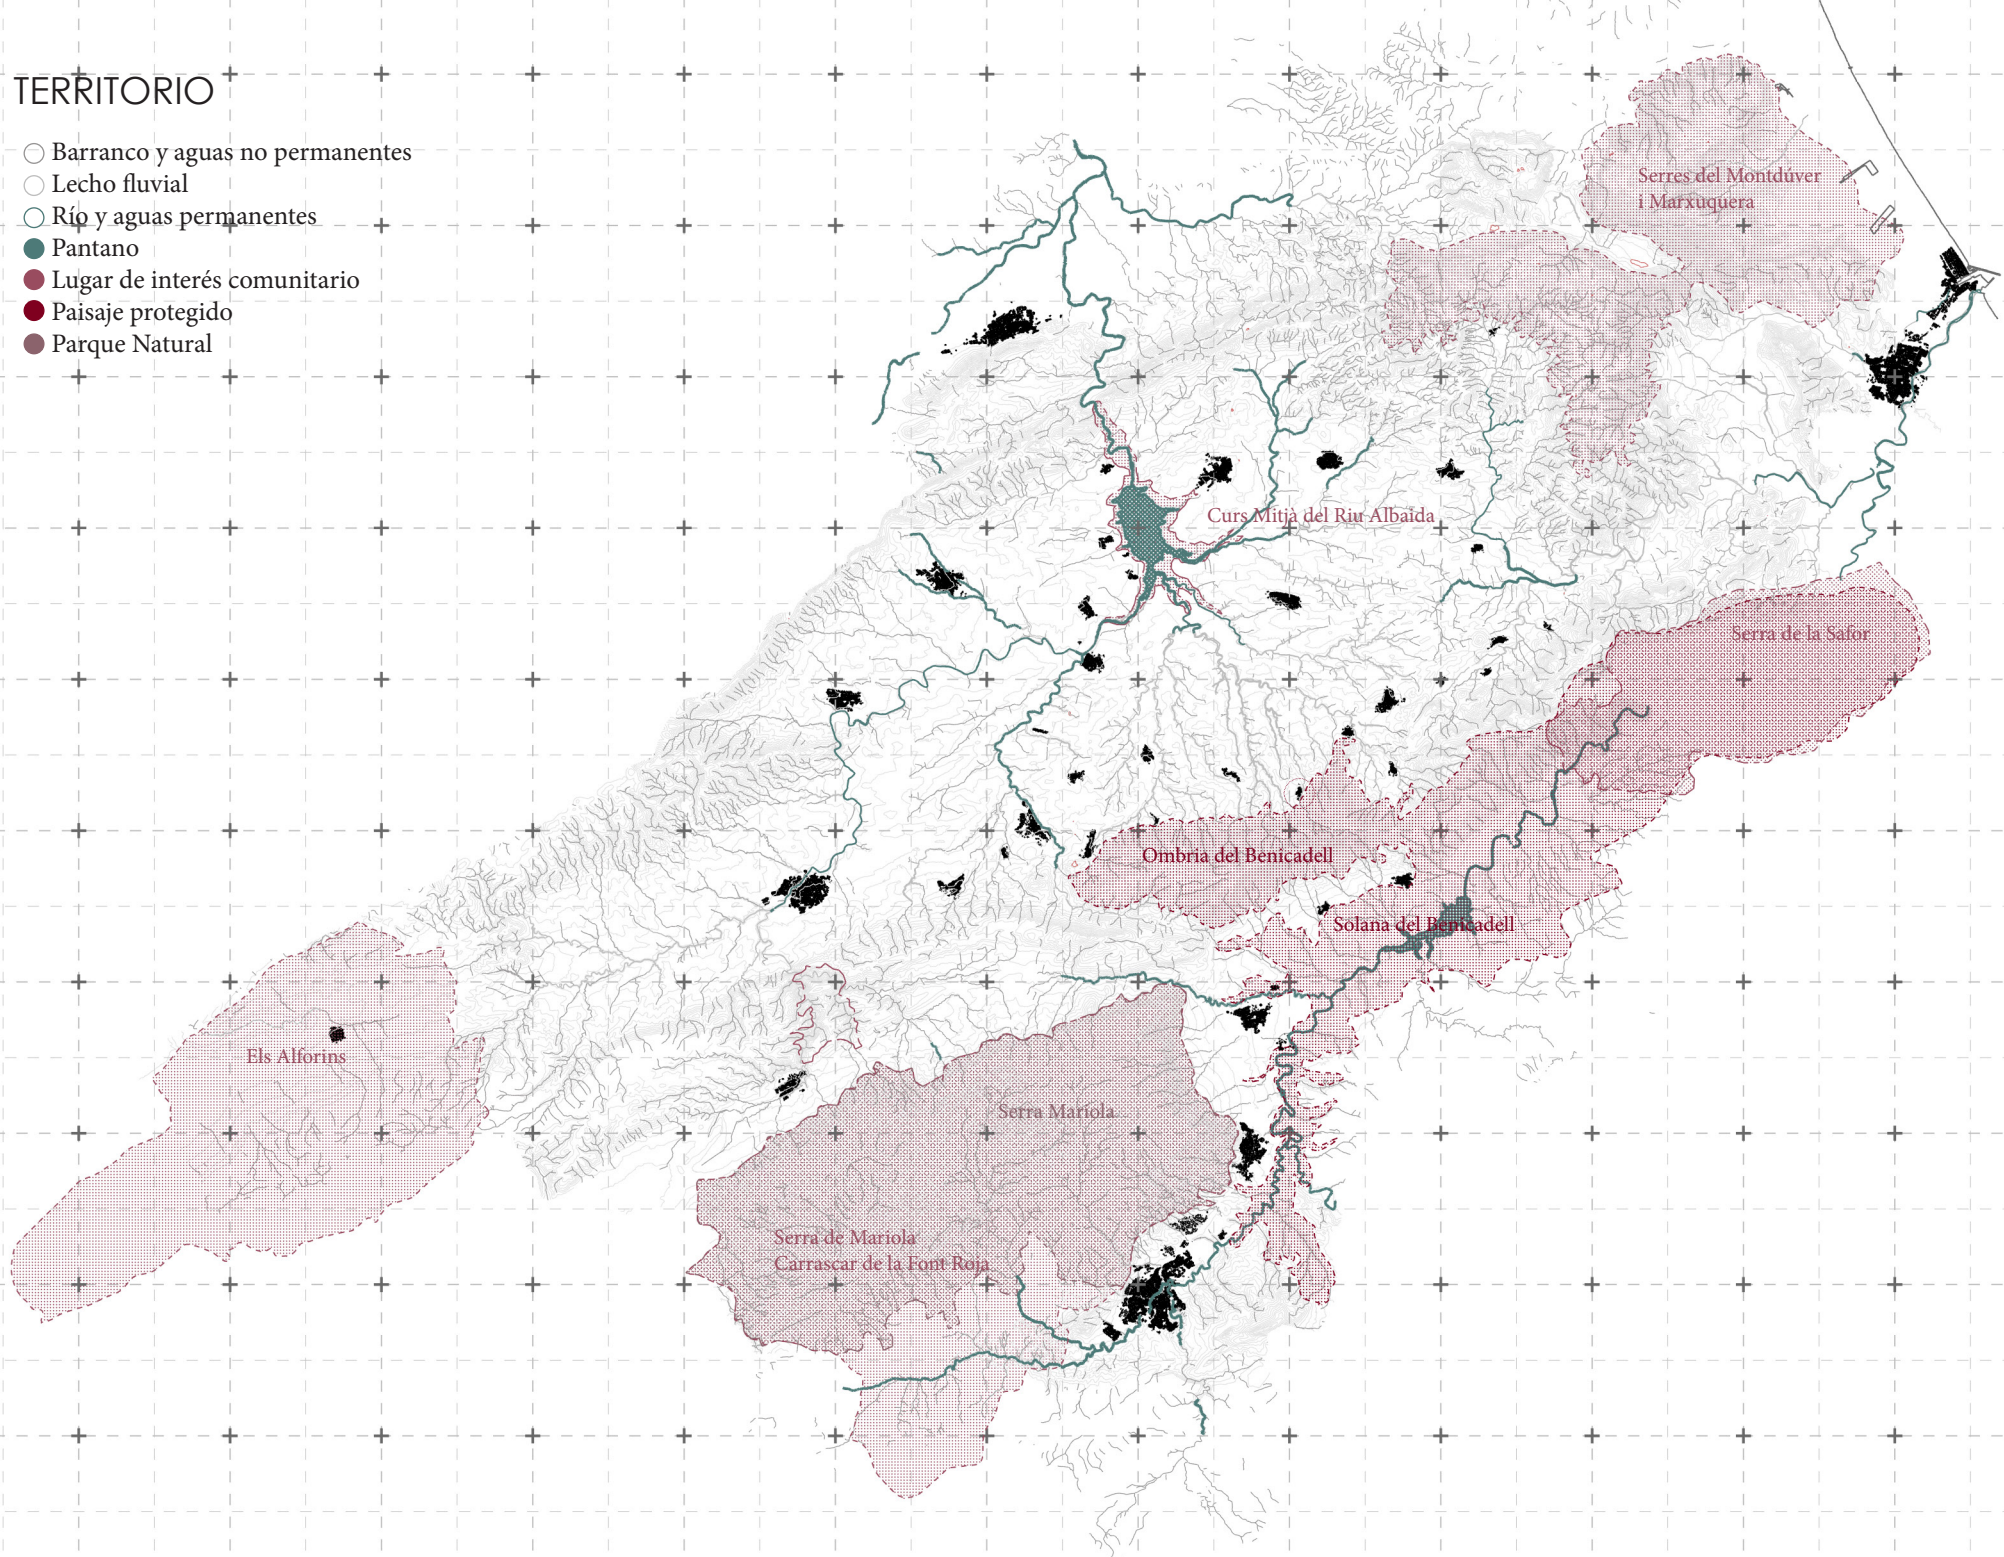 TERRITORIO
Barranco y aguas no permanentes
Lecho fluvial
Río y aguas permanentes
Pantano
Lugar de interés comunitario
Paisaje protegido
Parque Natural
Serres del Montdúver
i Marxuquera
Curs Mitjà del Riu Albaida
Serra de la Safor
Ombria del Benicadell
Solana del Benicadell
Els Alforins
Serra Mariola
Serra de Mariola
Carrascar de la Font Roja